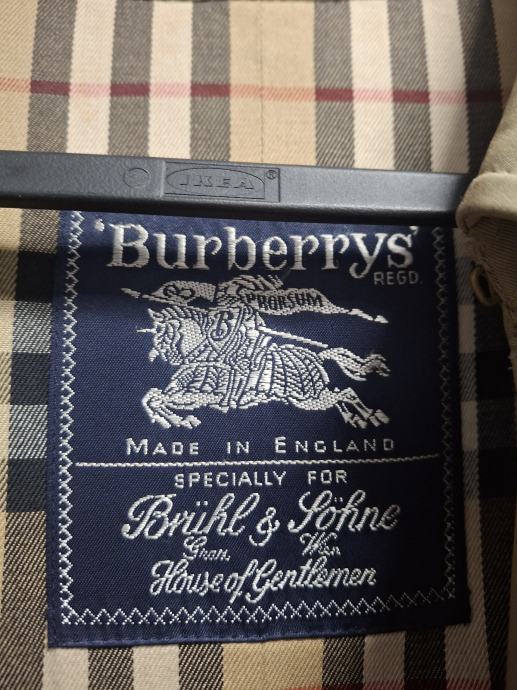 IKEA®
'Burberrys'
REGD.
PRORSUM
B
MADE IN ENGLAND
SPECIALLY FOR
Brühl & Söhne
Graz, Wien
House of Gentlemen